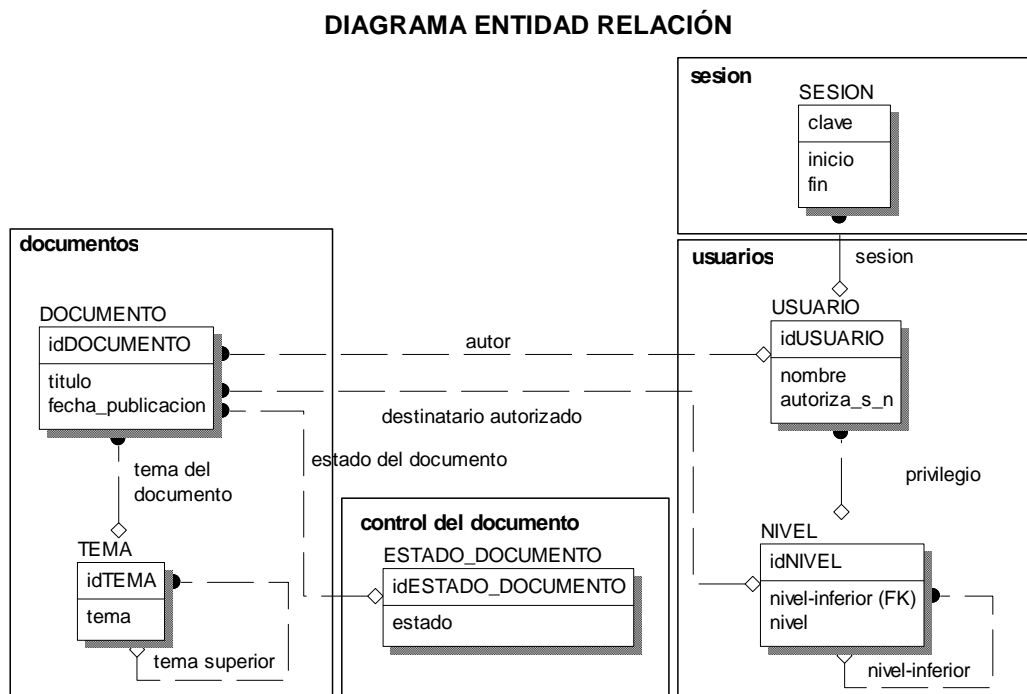 DIAGRAMA ENTIDAD RELACIÓN
sesion
SESION
clave
inicio
fin
sesion
documentos
DOCUMENTO
idDOCUMENTO
titulo
fecha_publicacion
autor
destinatario autorizado
estado del documento
tema del
documento
TEMA
idTEMA
tema
tema superior
control del documento
ESTADO_DOCUMENTO
idESTADO_DOCUMENTO
estado
usuarios
USUARIO
idUSUARIO
nombre
autoriza_s_n
privilegio
NIVEL
idNIVEL
nivel-inferior (FK)
nivel
nivel-inferior